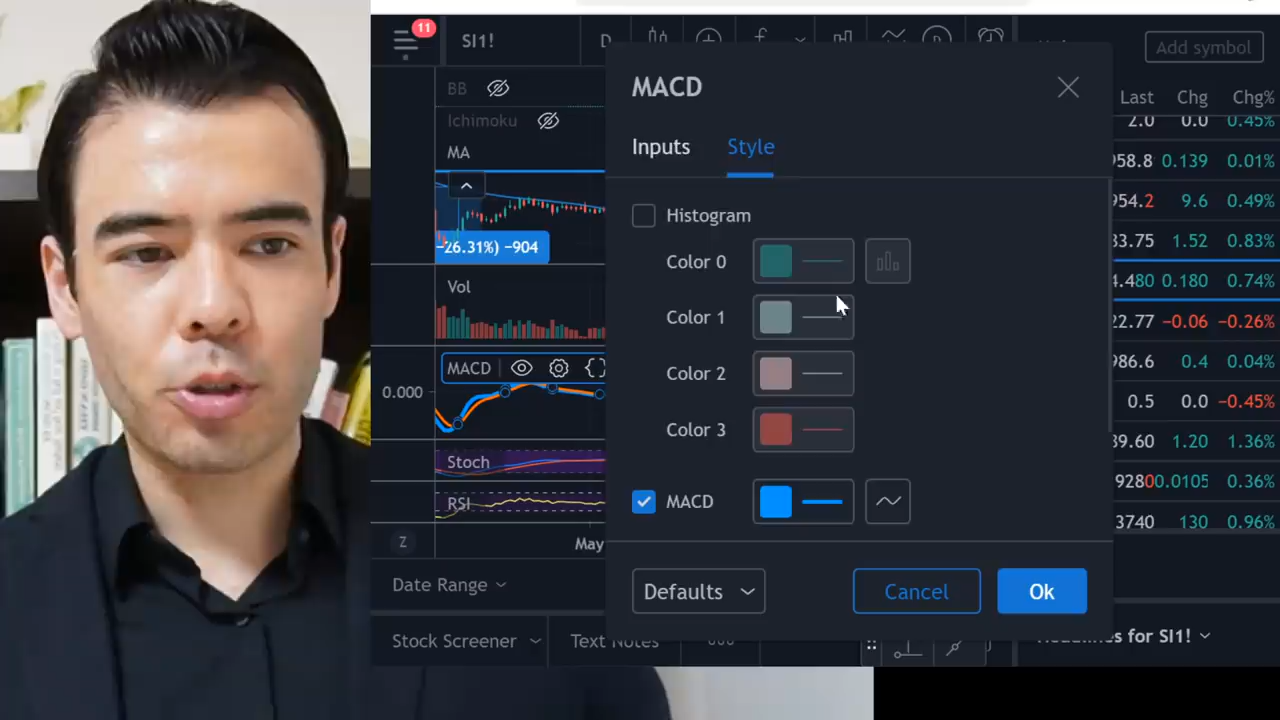 11
SI1!
D
Add symbol
BB
Ichimoku
MA
−26.31%) −904
Vol
MACD
0.000
Stoch
RSI
Z
May
Date Range
Stock Screener
Text Notes
MACD
Inputs
Style
Histogram
Color 0
Color 1
Color 2
Color 3
MACD
Defaults
Cancel
Ok
Last Chg Chg%
2.0 0.0 0.45%
958.8 0.139 0.01%
954.2 9.6 0.49%
33.75 1.52 0.83%
4.480 0.180 0.74%
22.77 −0.06 −0.26%
986.6 0.4 0.04%
0.5 0.0 −0.45%
39.60 1.20 1.36%
9280 0.0105 0.36%
3740 130 0.96%
Headlines for SI1!